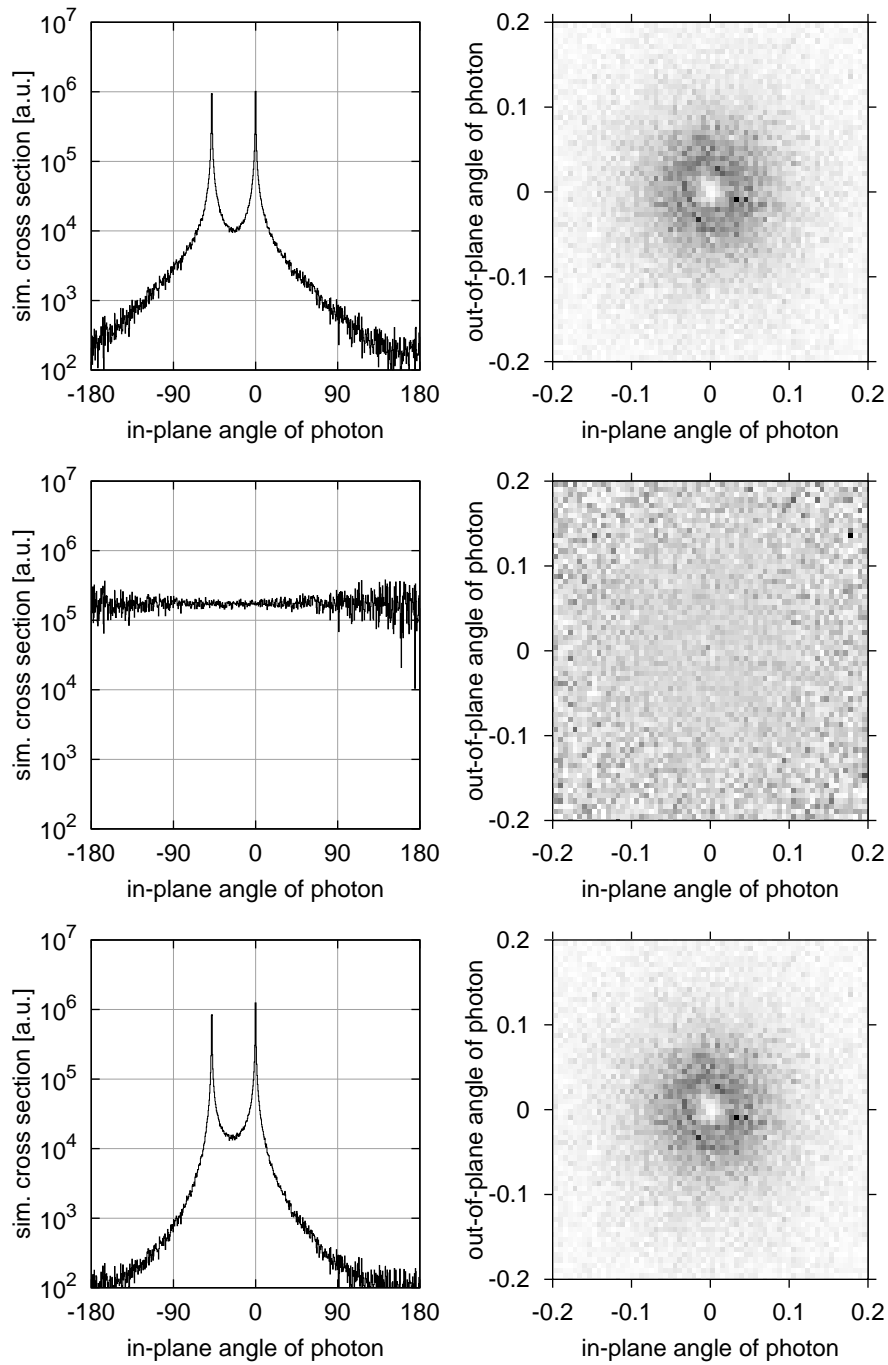 sim. cross section [a.u.]
10^7
10^6
10^5
10^4
10^3
10^2
-180 -90 0 90 180
in-plane angle of photon
out-of-plane angle of photon
0.2
0.1
0
-0.1
-0.2
-0.2 -0.1 0 0.1 0.2
in-plane angle of photon
sim. cross section [a.u.]
10^7
10^6
10^5
10^4
10^3
10^2
-180 -90 0 90 180
in-plane angle of photon
out-of-plane angle of photon
0.2
0.1
0
-0.1
-0.2
-0.2 -0.1 0 0.1 0.2
in-plane angle of photon
sim. cross section [a.u.]
10^7
10^6
10^5
10^4
10^3
10^2
-180 -90 0 90 180
in-plane angle of photon
out-of-plane angle of photon
0.2
0.1
0
-0.1
-0.2
-0.2 -0.1 0 0.1 0.2
in-plane angle of photon